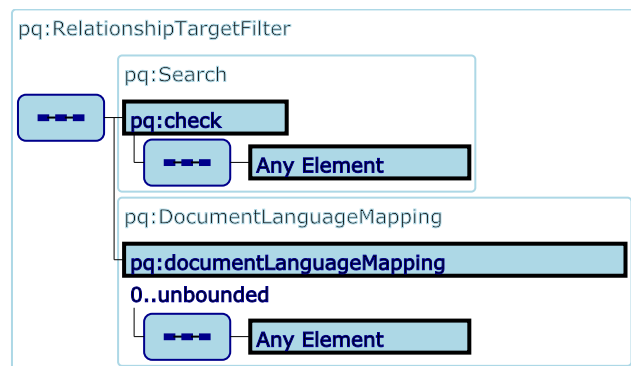 pq:RelationshipTargetFilter
pq:Search
pq:check
Any Element
pq:DocumentLanguageMapping
pq:documentLanguageMapping
0..unbounded
Any Element